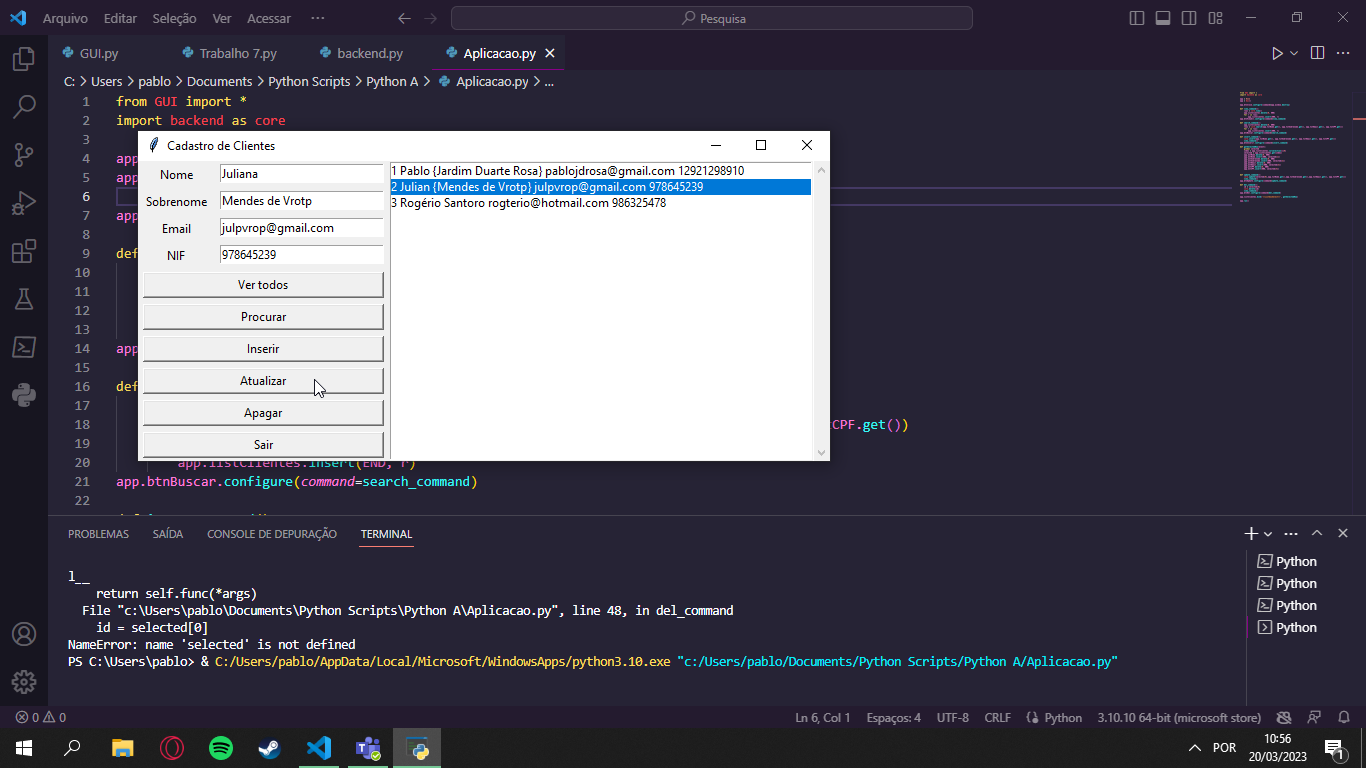 Arquivo Editar Seleção Ver Acessar ··· Pesquisa
GUI.py Trabalho 7.py backend.py Aplicacao.py
C: > Users > pablo > Documents > Python Scripts > Python A > Aplicacao.py > ...
1 from GUI import *
2 import backend as core
3
4 app
5 app
6
7 app
8
9 def
10
11
12
13
14 app
15
16 def
17
18 CPF.get())
19
20 app.listClientes.insert(END, r)
21 app.btnBuscar.configure(command=search_command)
22
Cadastro de Clientes
Nome Juliana
Sobrenome Mendes de Vrotp
Email julpvrop@gmail.com
NIF 978645239
Ver todos
Procurar
Inserir
Atualizar
Apagar
Sair
1 Pablo {Jardim Duarte Rosa} pablojdrosa@gmail.com 12921298910
2 Julian {Mendes de Vrotp} julpvrop@gmail.com 978645239
3 Rogério Santoro rogterio@hotmail.com 986325478
PROBLEMAS SAÍDA CONSOLE DE DEPURAÇÃO TERMINAL
l__
return self.func(*args)
File "c:\Users\pablo\Documents\Python Scripts\Python A\Aplicacao.py", line 48, in del_command
id = selected[0]
NameError: name 'selected' is not defined
PS C:\Users\pablo> & C:/Users/pablo/AppData/Local/Microsoft/WindowsApps/python3.10.exe "c:/Users/pablo/Documents/Python Scripts/Python A/Aplicacao.py"
Python
Python
Python
Python
0 0 Ln 6, Col 1 Espaços: 4 UTF-8 CRLF Python 3.10.10 64-bit (microsoft store)
POR 10:56
20/03/2023
1